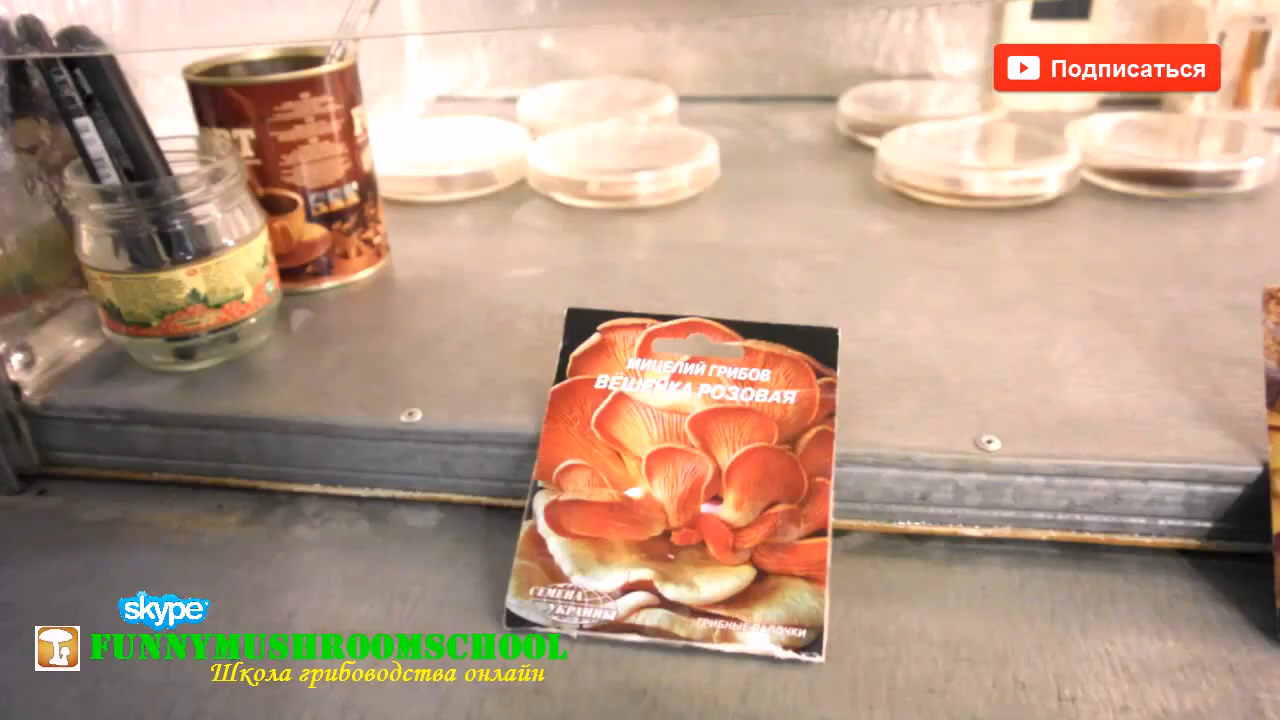 Подписаться
МИЦЕЛИЙ ГРИБОВ
ВЁШЕНКА РОЗОВАЯ
СЕМЕНА
УКРАИНЫ
ГРИБНЫЕ ПАЛОЧКИ
skype
FUNNYMUSHROOMSCHOOL
Школа грибоводства онлайн